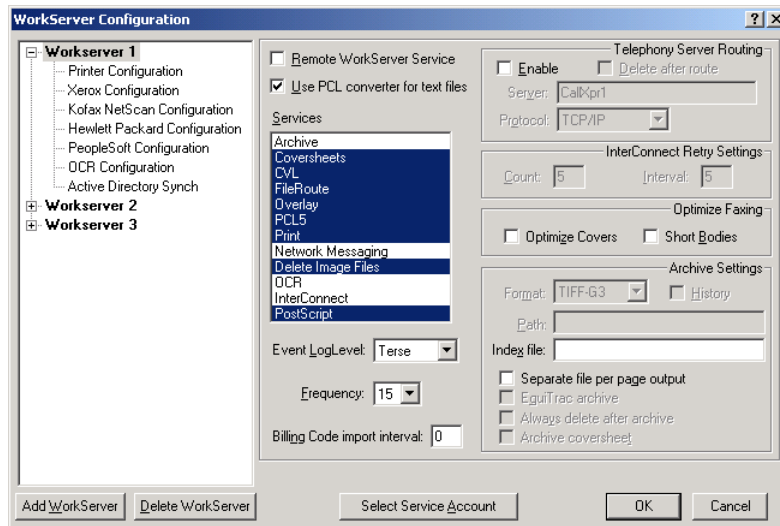 WorkServer Configuration
Workserver 1
Printer Configuration
Xerox Configuration
Kofax NetScan Configuration
Hewlett Packard Configuration
PeopleSoft Configuration
OCR Configuration
Active Directory Synch
Workserver 2
Workserver 3
Add WorkServer
Delete WorkServer
Remote WorkServer Service
Use PCL converter for text files
Services
Archive
Coversheets
CVL
FileRoute
Overlay
PCL5
Print
Network Messaging
Delete Image Files
OCR
InterConnect
PostScript
Event LogLevel: Terse
Frequency: 15
Billing Code import interval: 0
Telephony Server Routing
Enable Delete after route
Server: CallXpr1
Protocol: TCP/IP
InterConnect Retry Settings
Count: 5 Interval: 5
Optimize Faxing
Optimize Covers Short Bodies
Archive Settings
Format: TIFF-G3 History
Path:
Index file:
Separate file per page output
EquiTrac archive
Always delete after archive
Archive coversheet
Select Service Account
OK
Cancel